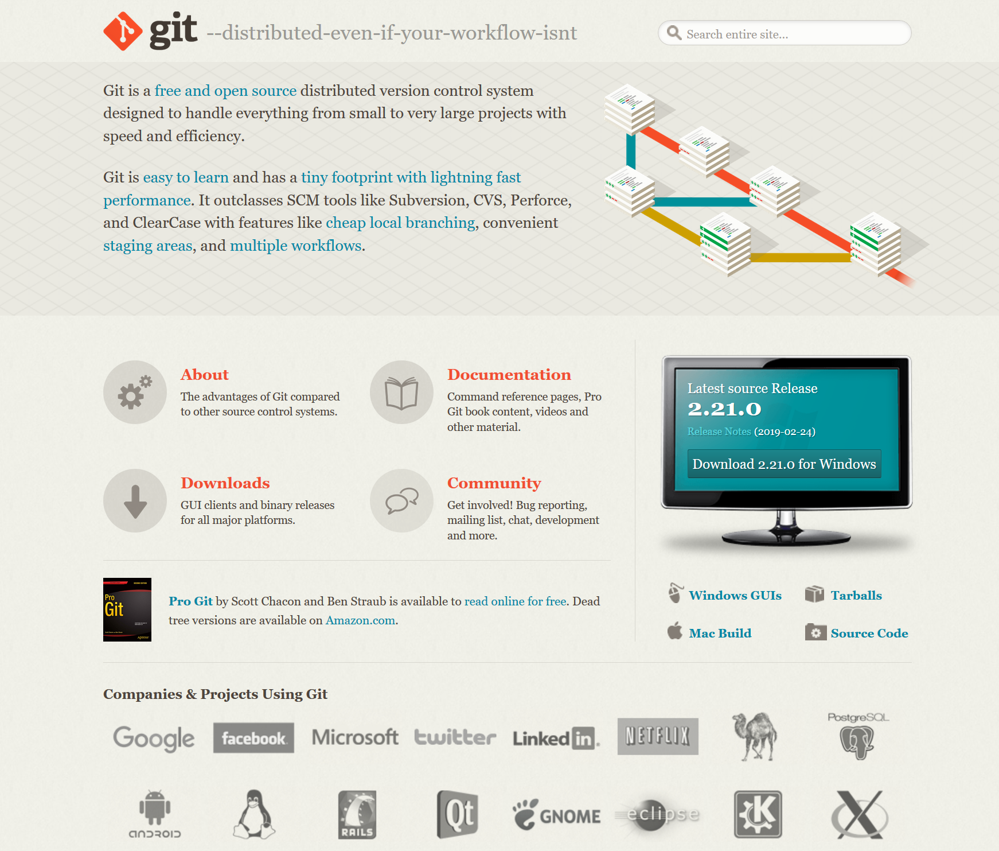 git --distributed-even-if-your-workflow-isnt
Search entire site...
Git is a free and open source distributed version control system
designed to handle everything from small to very large projects with
speed and efficiency.
Git is easy to learn and has a tiny footprint with lightning fast
performance. It outclasses SCM tools like Subversion, CVS, Perforce,
and ClearCase with features like cheap local branching, convenient
staging areas, and multiple workflows.
About
The advantages of Git compared
to other source control systems.
Documentation
Command reference pages, Pro
Git book content, videos and
other material.
Downloads
GUI clients and binary releases
for all major platforms.
Community
Get involved! Bug reporting,
mailing list, chat, development
and more.
Latest source Release
2.21.0
Release Notes (2019-02-24)
Download 2.21.0 for Windows
Windows GUIs
Tarballs
Mac Build
Source Code
Pro
Git
Apress
Pro Git by Scott Chacon and Ben Straub is available to read online for free. Dead
tree versions are available on Amazon.com.
Companies & Projects Using Git
Google facebook Microsoft twitter Linked in NETFLIX PostgreSQL
ANDROID RAILS Qt GNOME eclipse K X